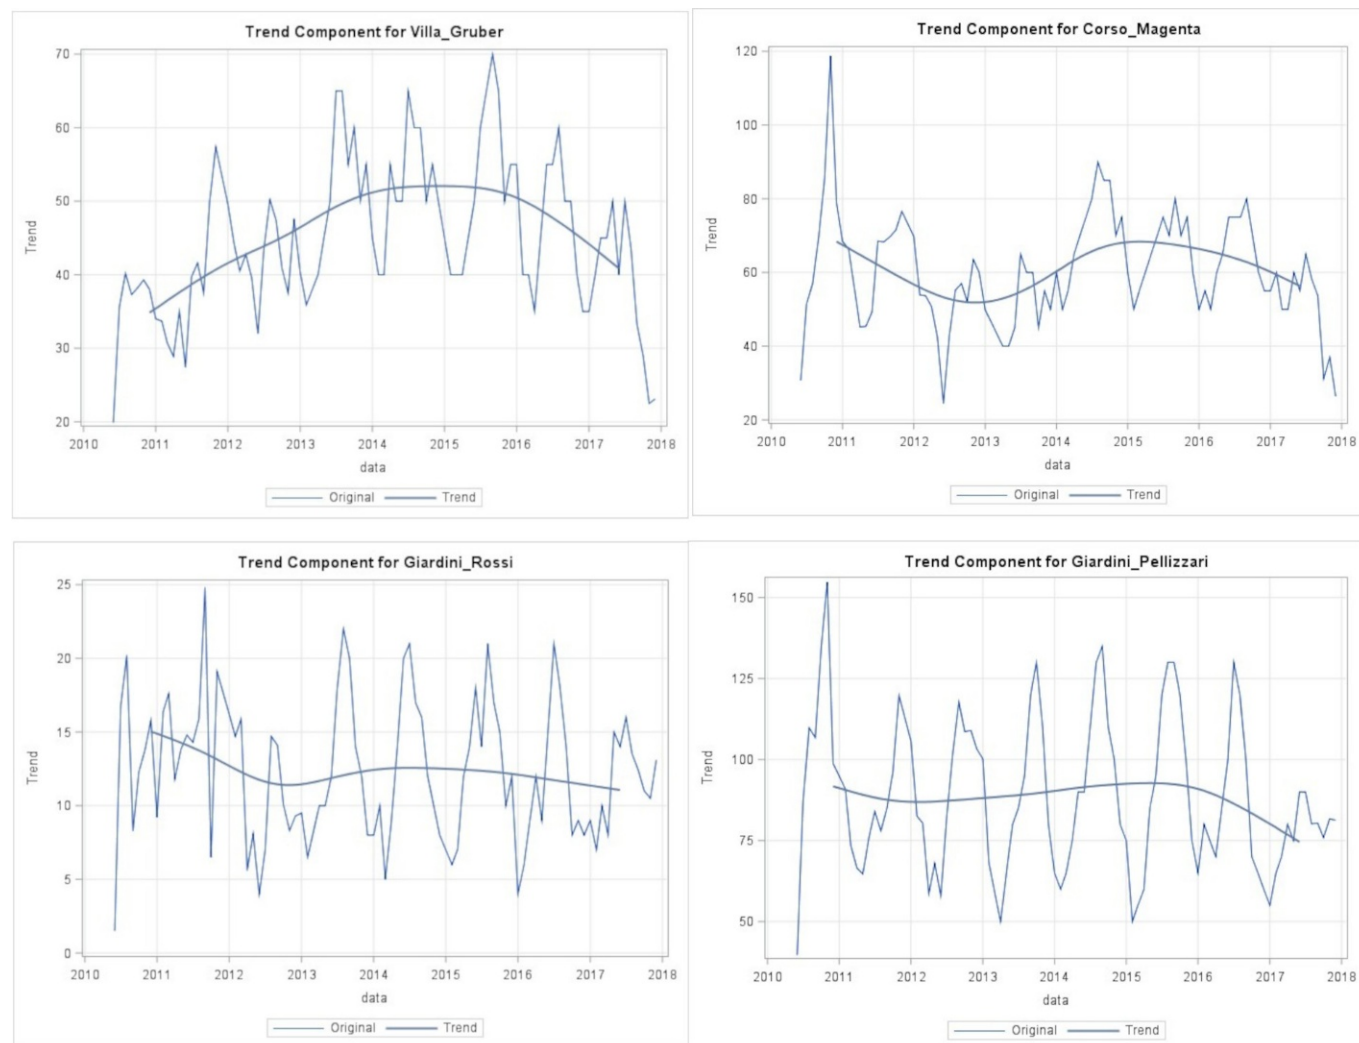 Trend Component for Villa_Gruber
70
60
50
40
30
20
Trend
2010 2011 2012 2013 2014 2015 2016 2017 2018
data
Original Trend
Trend Component for Corso_Magenta
120
100
80
60
40
20
Trend
2010 2011 2012 2013 2014 2015 2016 2017 2018
data
Original Trend
Trend Component for Giardini_Rossi
25
20
15
10
5
0
Trend
2010 2011 2012 2013 2014 2015 2016 2017 2018
data
Original Trend
Trend Component for Giardini_Pellizzari
150
125
100
75
50
Trend
2010 2011 2012 2013 2014 2015 2016 2017 2018
data
Original Trend